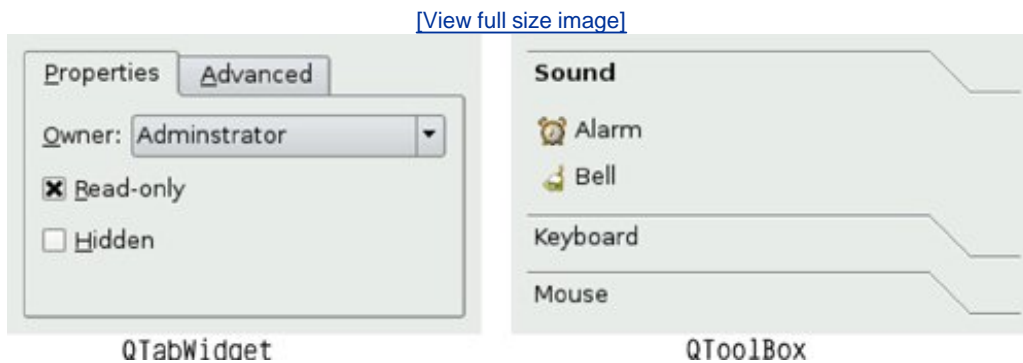 [View full size image]
Properties
Advanced
Owner: Adminstrator
Read-only
Hidden
QTabWidget
Sound
Alarm
Bell
Keyboard
Mouse
QToolBox